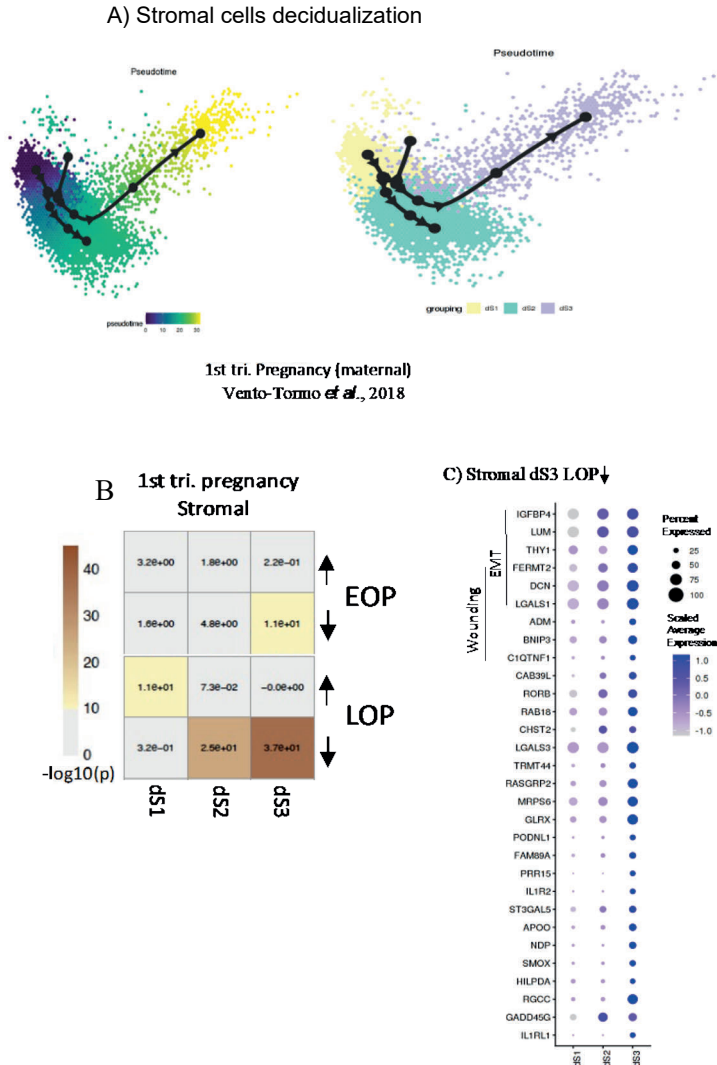 A) Stromal cells decidualization
Pseudotime
Pseudotime
pseudotime
0 10 20 30
grouping dS1 dS2 dS3
1st tri. Pregnancy (maternal)
Vento-Tormo et al., 2018
B
1st tri. pregnancy
Stromal
40
30
20
10
0
-log10(p)
3.2e+00 1.8e+00 2.2e-01
1.6e+00 4.8e+00 1.1e+01
1.1e+01 7.3e-02 -0.0e+00
3.2e-01 2.5e+01 3.7e+01
EOP
LOP
dS1 dS2 dS3
C) Stromal dS3 LOP
Wounding
EMT
IGFBP4
LUM
THY1
FERMT2
DCN
LGALS1
ADM
BNIP3
C1QTNF1
CAB39L
RORB
RAB18
CHST2
LGALS3
TRMT44
RASGRP2
MRPS6
GLRX
PODNL1
FAM89A
PRR15
IL1R2
ST3GAL5
APOO
NDP
SMOX
HILPDA
RGCC
GADD45G
IL1RL1
dS1 dS2 dS3
Percent
Expressed
25
50
75
100
Scaled
Average
Expression
1.0
0.5
0.0
-0.5
-1.0